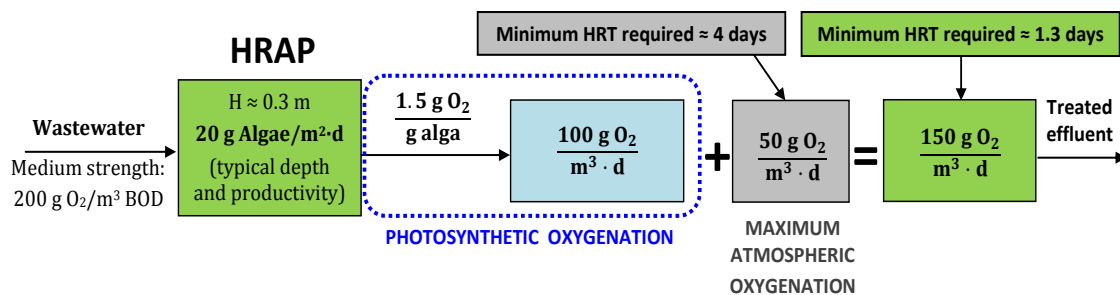 Minimum HRT required ≈ 4 days
Minimum HRT required ≈ 1.3 days
HRAP
Wastewater
Medium strength:
200 g O₂/m³ BOD
H ≈ 0.3 m
20 g Algae/m²·d
(typical depth
and productivity)
1.5 g O₂
g alga
100 g O₂
m³ · d
+
50 g O₂
m³ · d
=
150 g O₂
m³ · d
Treated
effluent
PHOTOSYNTHETIC OXYGENATION
MAXIMUM
ATMOSPHERIC
OXYGENATION